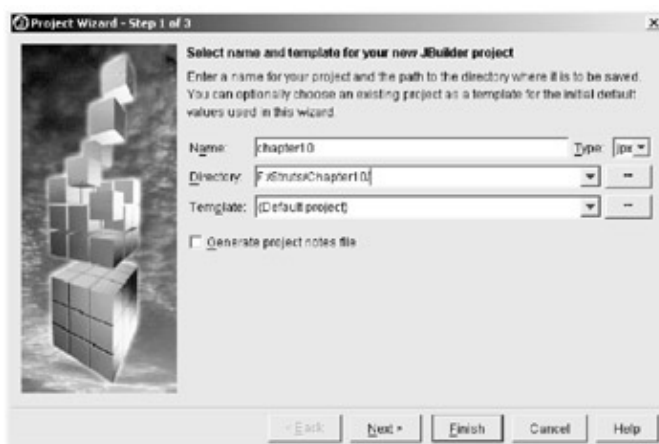 Project Wizard - Step 1 of 3
Select name and template for your new JBuilder project
Enter a name for your project and the path to the directory where it is to be saved.
You can optionally choose an existing project as a template for the initial default
values used in this wizard.
Name: chapter10 Type: jpx
Directory: F:/Struts/Chapter10/
Template: (Default project)
Generate project notes file
< Back Next > Finish Cancel Help